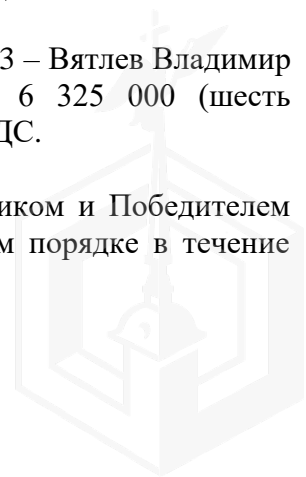 3 – Вятлев Владимир
6 325 000 (шесть
ДС.
иком и Победителем
м порядке в течение